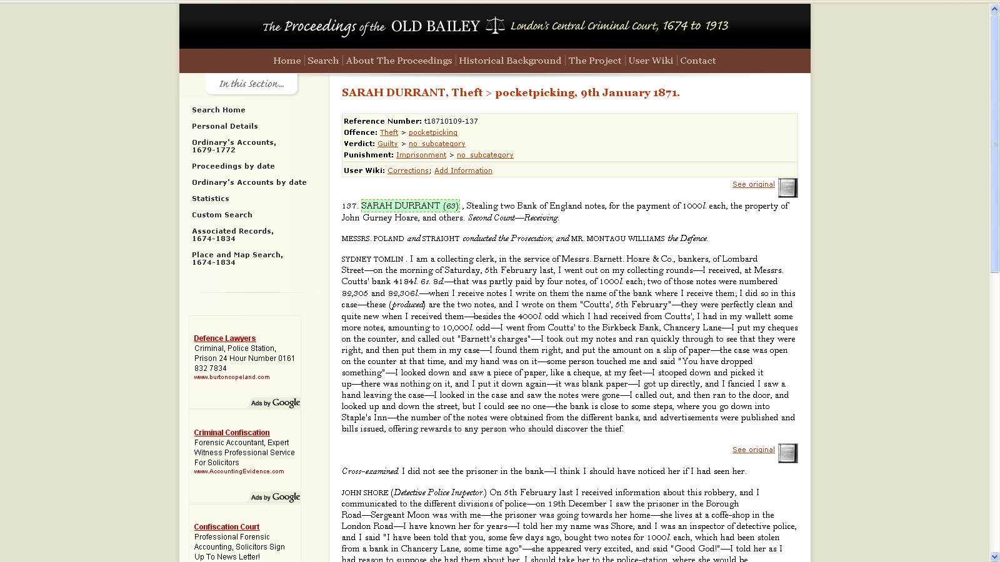 The Proceedings of the OLD BAILEY London's Central Criminal Court, 1674 to 1913
Home | Search | About The Proceedings | Historical Background | The Project | User Wiki | Contact
In this Section...
Search Home
Personal Details
Ordinary's Accounts,
1679-1772
Proceedings by date
Ordinary's Accounts by date
Statistics
Custom Search
Associated Records,
1674-1834
Place and Map Search,
1674-1834
Defence Lawyers
Criminal, Police Station,
Prison 24 Hour Number 0161
832 7834
www.burtoncopeland.com
Ads by Google
Criminal Confiscation
Forensic Accountant, Expert
Witness Professional Service
For Solicitors
www.AccountingEvidence.com
Ads by Google
Confiscation Court
Professional Forensic
Accounting, Solicitors Sign
Up To News Letter!
SARAH DURRANT, Theft > pocketpicking, 9th January 1871.
Reference Number: t18710109-137
Offence: Theft > pocketpicking
Verdict: Guilty > no_subcategory
Punishment: Imprisonment > no_subcategory
User Wiki: Corrections; Add Information
See original
137. SARAH DURRANT (63) , Stealing two Bank of England notes, for the payment of 1000l. each, the property of
John Gurney Hoare, and others. Second Count—Receiving.
MESSRS. POLAND and STRAIGHT conducted the Prosecution; and MR. MONTAGU WILLIAMS the Defence.
SYDNEY TOMLIN . I am a collecting clerk, in the service of Messrs. Barnett. Hoare & Co., bankers, of Lombard
Street—on the morning of Saturday, 5th February last, I went out on my collecting rounds—I received, at Messrs.
Coutts' bank 4184l. 6s. 8d.—that was partly paid by four notes, of 1000l. each; two of those notes were numbered
82,305 and 82,306l.—when I receive notes I write on them the name of the bank where I receive them; I did so in this
case—these (produced) are the two notes, and I wrote on them "Coutts', 5th February"—they were perfectly clean and
quite new when I received them—besides the 4000l. odd which I had received from Coutts', I had in my wallett some
more notes, amounting to 10,000l. odd—I went from Coutts' to the Birkbeck Bank, Chancery Lane—I put my cheques
on the counter, and called out "Barnett's charges"—I took out my notes and ran quickly through to see that they were
right, and then put them in my case—I found them right, and put the amount on a slip of paper—the case was open
on the counter at that time, and my hand was on it—some person touched me and said "You have dropped
something"—I looked down and saw a piece of paper, like a cheque, at my feet—I stooped down and picked it
up—there was nothing on it, and I put it down again—it was blank paper—I got up directly, and I fancied I saw a
hand leaving the case—I looked in the case and saw the notes were gone—I called out, and then ran to the door, and
looked up and down the street, but I could see no one—the bank is close to some steps, where you go down into
Staple's Inn—the number of the notes were obtained from the different banks, and advertisements were published and
bills issued, offering rewards to any person who should discover the thief.
See original
Cross-examined. I did not see the prisoner in the bank—I think I should have noticed her if I had seen her.
JOHN SHORE (Detective Police Inspector.) On 5th February last I received information about this robbery, and I
communicated to the different divisions of police—on 19th December I saw the prisoner in the Borough
Road—Sergeant Moon was with me—the prisoner was going towards her home—she lives at a coffe-shop in the
London Road—I have known her for years—I told her my name was Shore, and I was an inspector of detective police,
and I said "I have been told that you, some few days ago, bought two notes for 1000l. each, which had been stolen
from a bank in Chancery Lane, some time ago"—she appeared very excited, and said "Good God!"—I told her as I
had reason to suppose she had them about her, I should take her to the police-station, where she would be